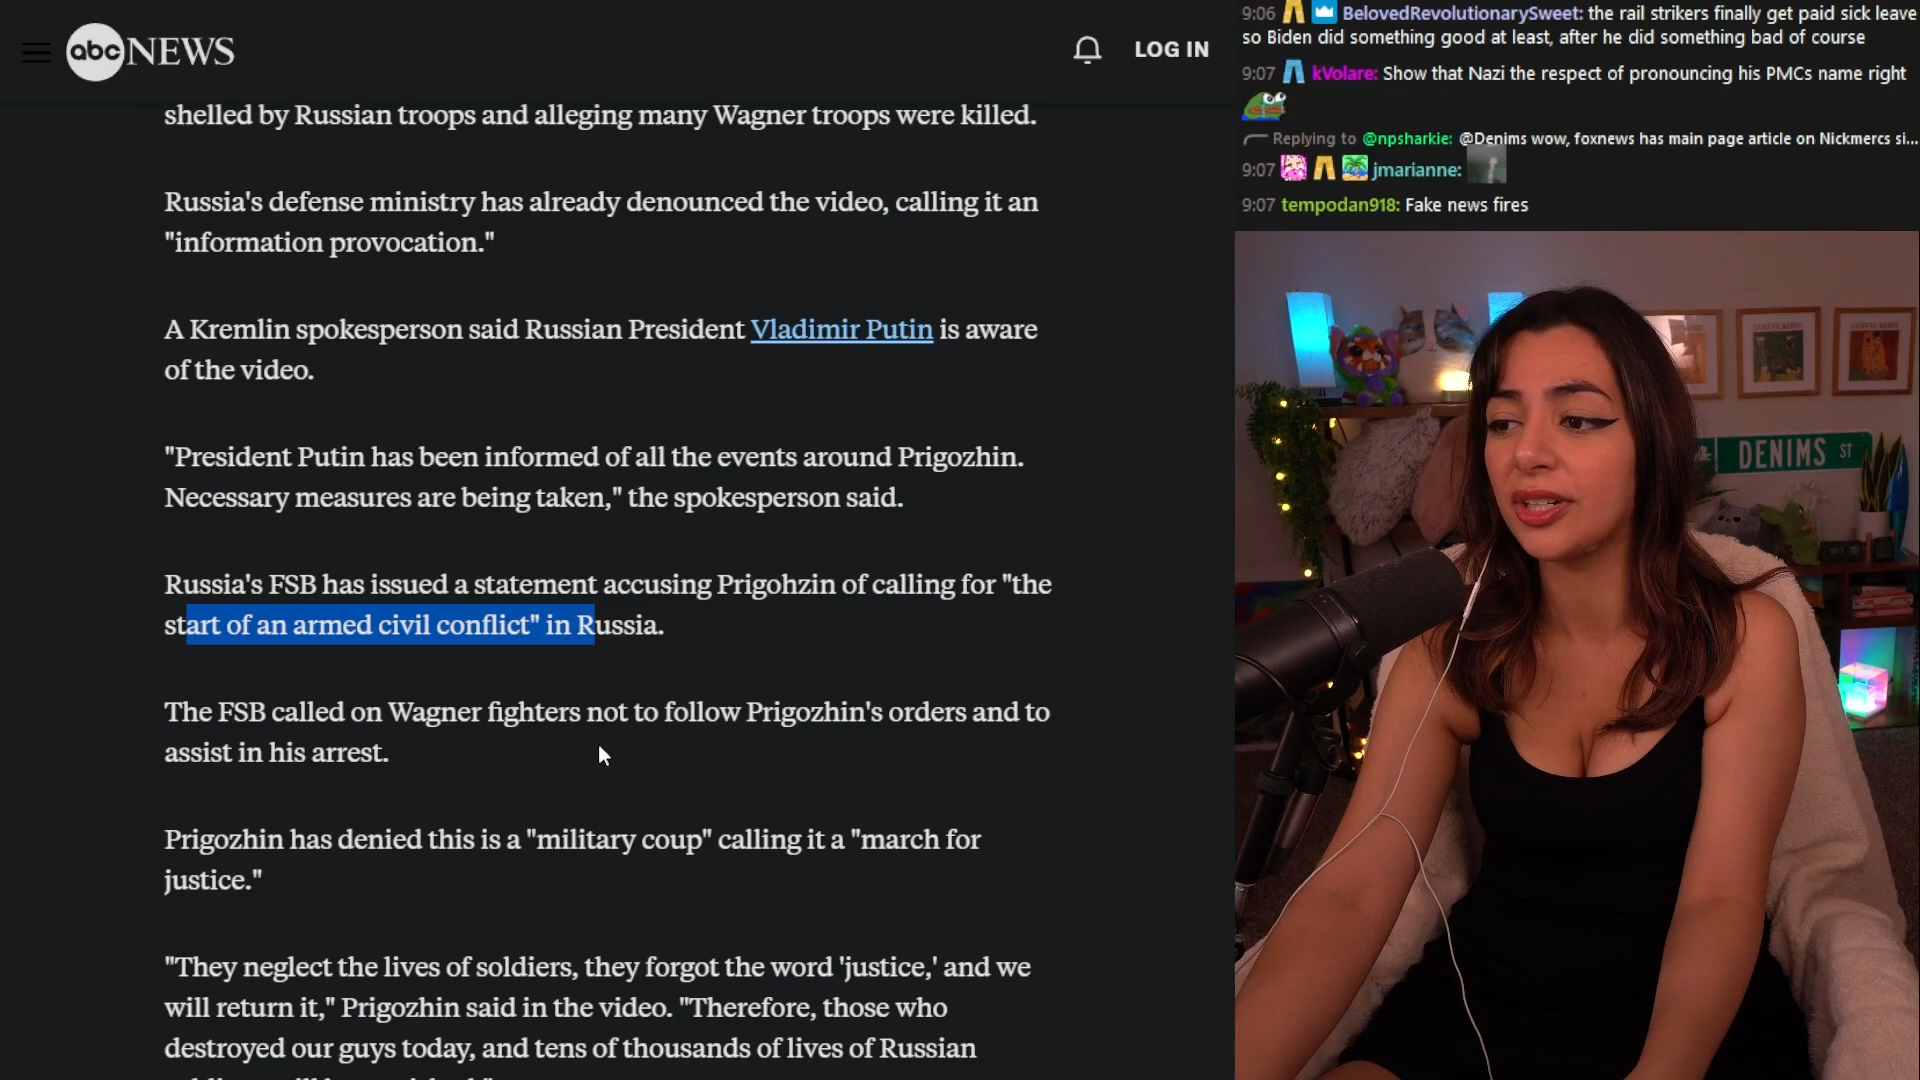 abc NEWS
LOG IN
shelled by Russian troops and alleging many Wagner troops were killed.
Russia's defense ministry has already denounced the video, calling it an
"information provocation."
A Kremlin spokesperson said Russian President Vladimir Putin is aware
of the video.
"President Putin has been informed of all the events around Prigozhin.
Necessary measures are being taken," the spokesperson said.
Russia's FSB has issued a statement accusing Prigohzin of calling for "the
start of an armed civil conflict" in Russia.
The FSB called on Wagner fighters not to follow Prigozhin's orders and to
assist in his arrest.
Prigozhin has denied this is a "military coup" calling it a "march for
justice."
"They neglect the lives of soldiers, they forgot the word 'justice,' and we
will return it," Prigozhin said in the video. "Therefore, those who
destroyed our guys today, and tens of thousands of lives of Russian
9:06 BelovedRevolutionarySweet: the rail strikers finally get paid sick leave
so Biden did something good at least, after he did something bad of course
9:07 kVolare: Show that Nazi the respect of pronouncing his PMCs name right
Replying to @npsharkie: @Denims wow, foxnews has main page article on Nickmercs si...
9:07 jmarianne:
9:07 tempodan918: Fake news fires
DENIMS ST